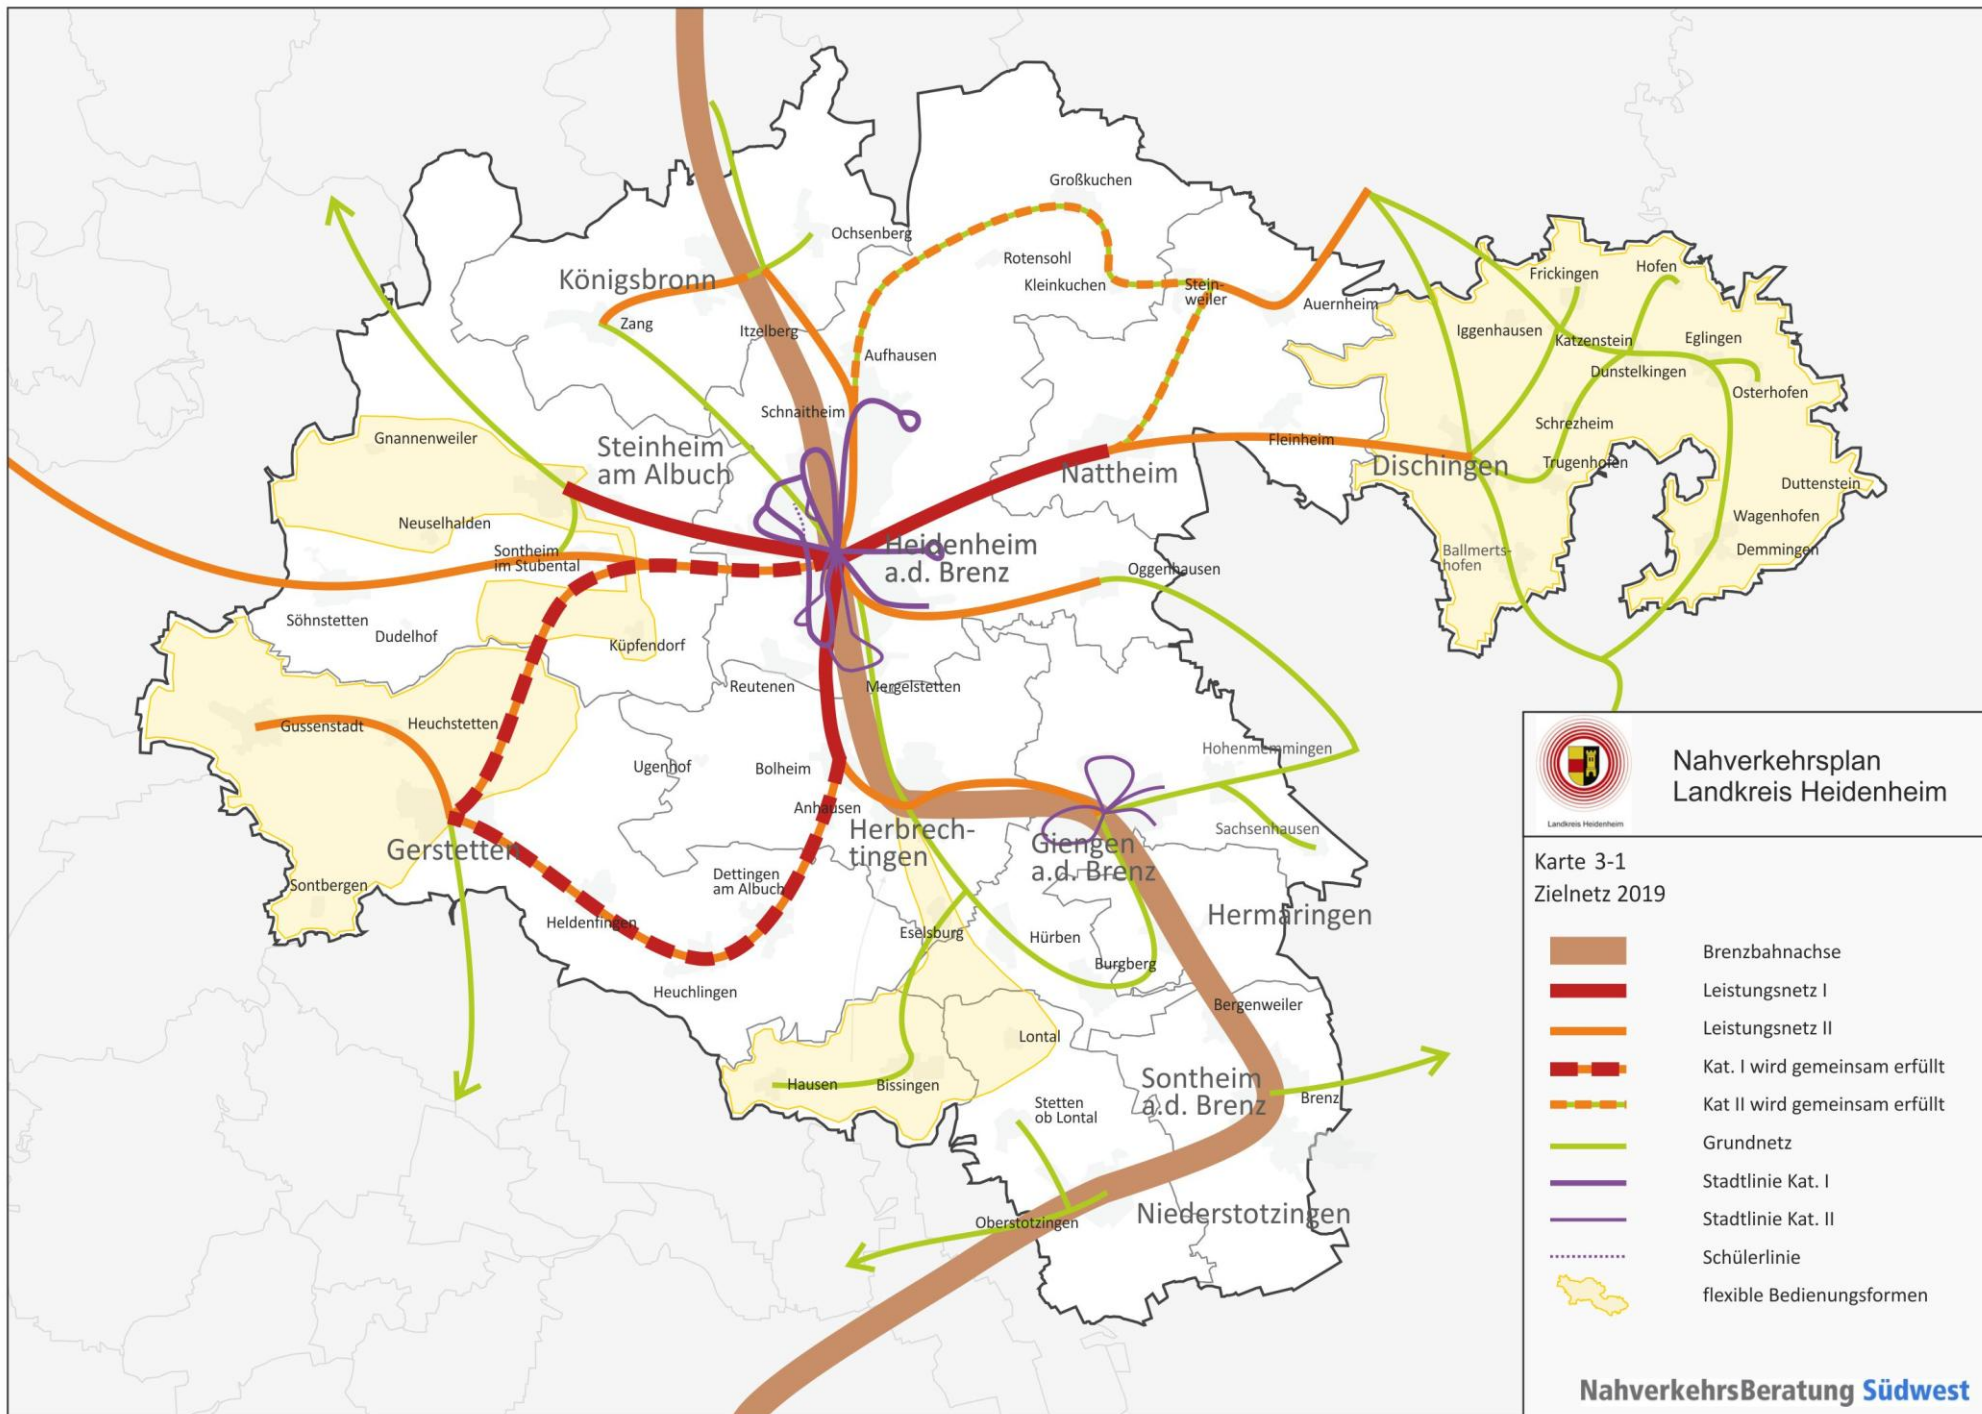 Großkuchen
Ochsenberg
Rotensohl
Frickingen
Hofen
Königsbronn
Kleinkuchen
Stein-
weiler
Auernheim
Zang
Itzelberg
Iggenhausen
Katzenstein
Eglingen
Aufhausen
Dunstelkingen
Osterhofen
Schnaitheim
Gnannenweiler
Steinheim
am Albuch
Fleinheim
Schrezheim
Nattheim
Dischingen
Trugenhofen
Duttenstein
Neuselhalden
Wagenhofen
Sontheim
im Stubental
Heidenheim
a.d. Brenz
Ballmerts-
hofen
Demmingen
Oggenhausen
Söhnstetten
Dudelhof
Küpfendorf
Reutenen
Mergelstetten
Gussenstadt
Heuchstetten
Hohenmemmingen
Ugenhof
Bolheim
Anhausen
Herbrech-
tingen
Giengen
a.d. Brenz
Sachsenhausen
Gerstetten
Sontbergen
Dettingen
am Albuch
Hermaringen
Heldenfingen
Eselsburg
Hürben
Burgberg
Heuchlingen
Bergenweiler
Lontal
Hausen
Bissingen
Sontheim
a.d. Brenz
Brenz
Stetten
ob Lontal
Oberstotzingen
Niederstotzingen
Landkreis Heidenheim
Nahverkehrsplan
Landkreis Heidenheim
Karte 3-1
Zielnetz 2019
Brenzbahnachse
Leistungsnetz I
Leistungsnetz II
Kat. I wird gemeinsam erfüllt
Kat II wird gemeinsam erfüllt
Grundnetz
Stadtlinie Kat. I
Stadtlinie Kat. II
Schülerlinie
flexible Bedienungsformen
NahverkehrsBeratung Südwest